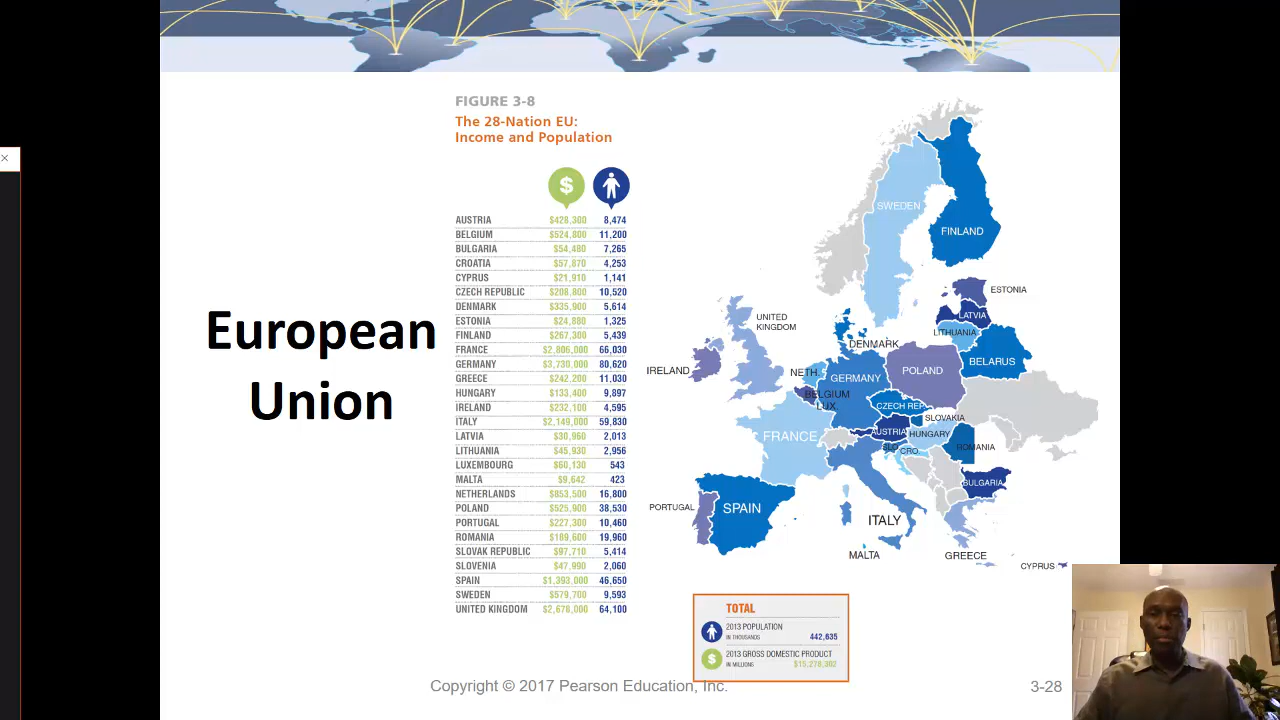 FIGURE 3-8
The 28-Nation EU:
Income and Population
$
AUSTRIA $428,300 8,474
BELGIUM $524,800 11,200
BULGARIA $54,480 7,265
CROATIA $57,870 4,253
CYPRUS $21,910 1,141
CZECH REPUBLIC $208,800 10,520
DENMARK $335,900 5,614
ESTONIA $24,880 1,325
FINLAND $267,300 5,439
FRANCE $2,806,000 66,030
GERMANY $3,730,000 80,620
GREECE $242,200 11,030
HUNGARY $133,400 9,897
IRELAND $232,100 4,595
ITALY $2,149,000 59,830
LATVIA $30,960 2,013
LITHUANIA $45,930 2,956
LUXEMBOURG $60,130 543
MALTA $9,642 423
NETHERLANDS $853,500 16,800
POLAND $525,900 38,530
PORTUGAL $227,300 10,460
ROMANIA $189,600 19,960
SLOVAK REPUBLIC $97,710 5,414
SLOVENIA $47,990 2,060
SPAIN $1,393,000 46,650
SWEDEN $579,700 9,593
UNITED KINGDOM $2,678,000 64,100
European
Union
SWEDEN
FINLAND
ESTONIA
LATVIA
LITHUANIA
UNITED
KINGDOM
DENMARK
BELARUS
IRELAND
NETH.
GERMANY
POLAND
BELGIUM
LUX.
CZECH REP.
SLOVAKIA
FRANCE
AUSTRIA
HUNGARY
SLO.
CRO.
ROMANIA
BULGARIA
PORTUGAL
SPAIN
ITALY
MALTA
GREECE
CYPRUS
TOTAL
2013 POPULATION
IN THOUSANDS 442,635
$
2013 GROSS DOMESTIC PRODUCT
IN MILLIONS $15,278,302
Copyright © 2017 Pearson Education, Inc.
3-28